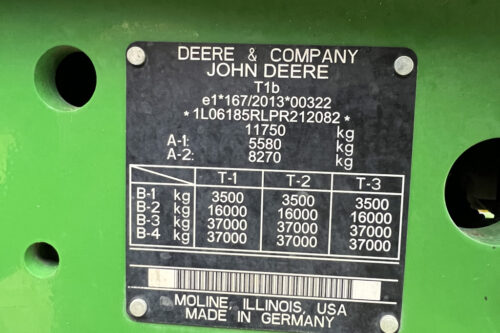 DEERE & COMPANY
JOHN DEERE
T1b
e1*167/2013*00322
*1L06185RLPR212082*
11750 kg
A-1: 5580 kg
A-2: 8270 kg
T-1 T-2 T-3
B-1 kg 3500 3500 3500
B-2 kg 16000 16000 16000
B-3 kg 37000 37000 37000
B-4 kg 37000 37000 37000
MOLINE, ILLINOIS, USA
MADE IN GERMANY